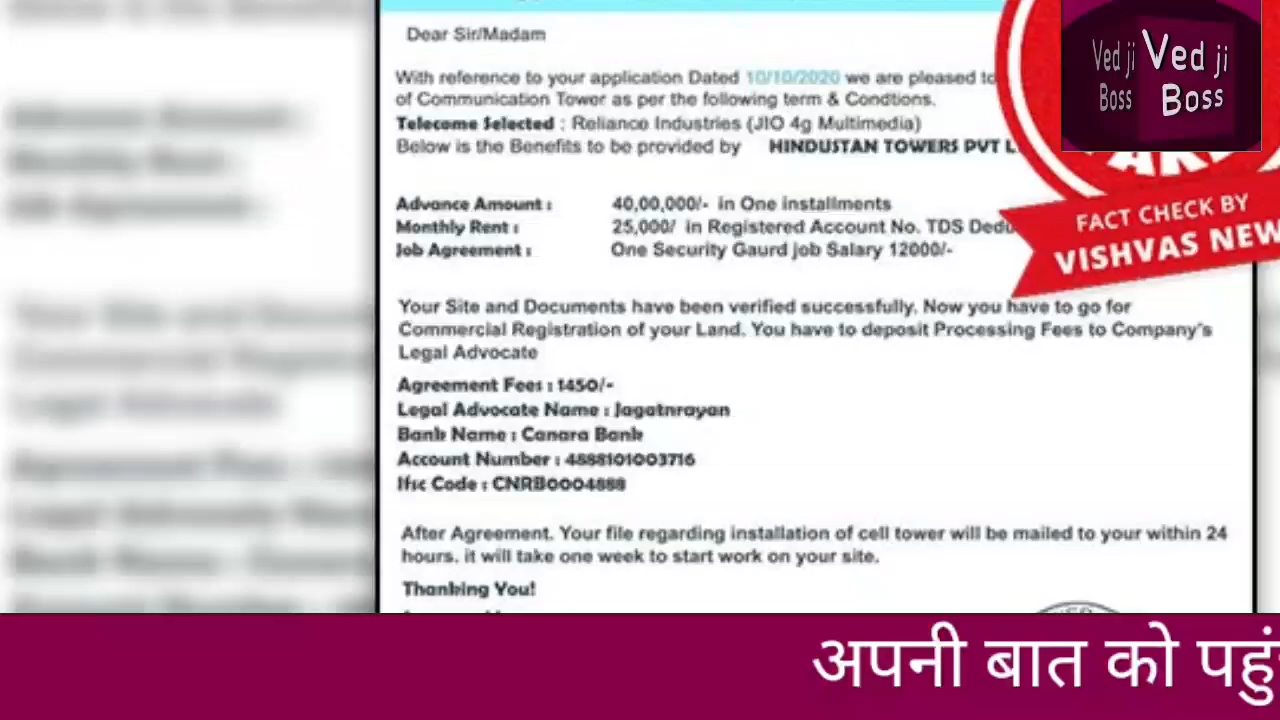 Dear Sir/Madam
With reference to your application Dated 10/10/2020 we are pleased to
of Communication Tower as per the following term & Condtions.
Telecome Selected : Reliance Industries (JIO 4g Multimedia)
Below is the Benefits to be provided by HINDUSTAN TOWERS PVT L
Advance Amount : 40,00,000/- in One installments
Monthly Rent : 25,000/ in Registered Account No. TDS Dedu
Job Agreement : One Security Gaurd job Salary 12000/-
Your Site and Documents have been verified successfully. Now you have to go for
Commercial Registration of your Land. You have to deposit Processing Fees to Company's
Legal Advocate
Agreement Fees : 1450/-
Legal Advocate Name : Jagatnrayan
Bank Name : Canara Bank
Account Number : 4888101003716
Ifsc Code : CNRB0004888
After Agreement. Your file regarding installation of cell tower will be mailed to your within 24
hours. it will take one week to start work on your site.
Thanking You!
Ved ji Ved ji
Boss Boss
FACT CHECK BY
VISHVAS NEW
अपनी बात को पहुं